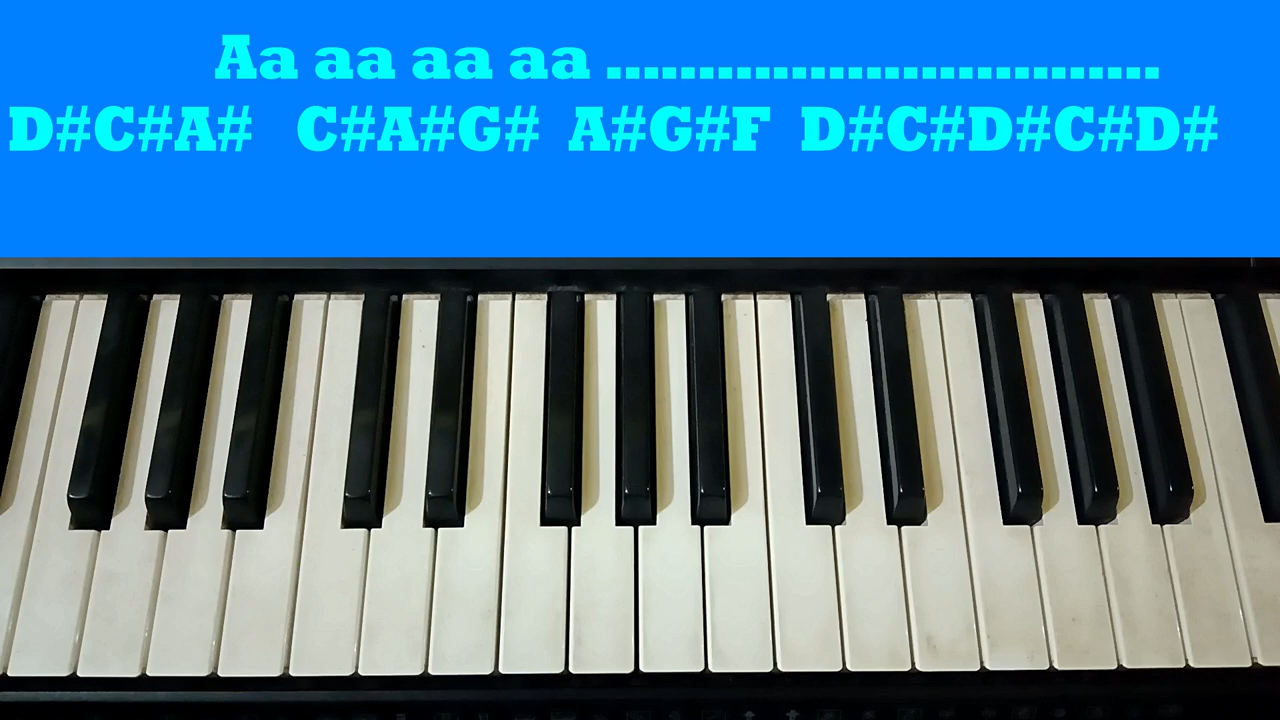 Aa aa aa aa ..............................
D#C#A# C#A#G# A#G#F D#C#D#C#D#